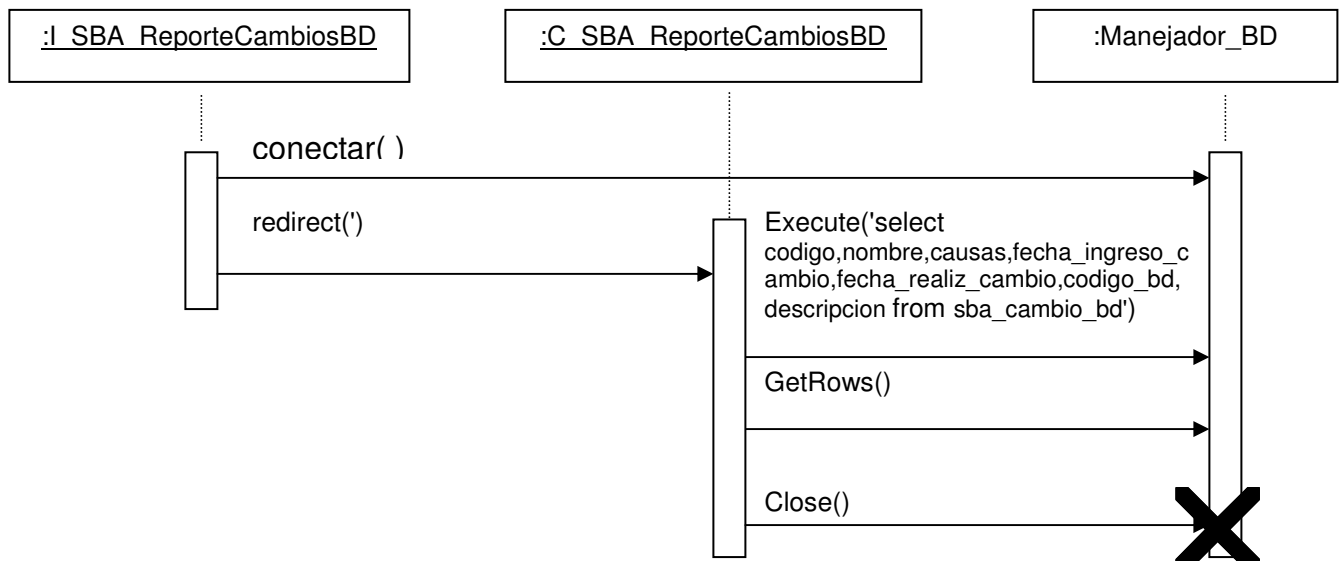 :I_SBA_ReporteCambiosBD
:C_SBA_ReporteCambiosBD
:Manejador_BD
conectar( )
redirect(')
Execute('select
codigo,nombre,causas,fecha_ingreso_c
ambio,fecha_realiz_cambio,codigo_bd,
descripcion from sba_cambio_bd')
GetRows()
Close()